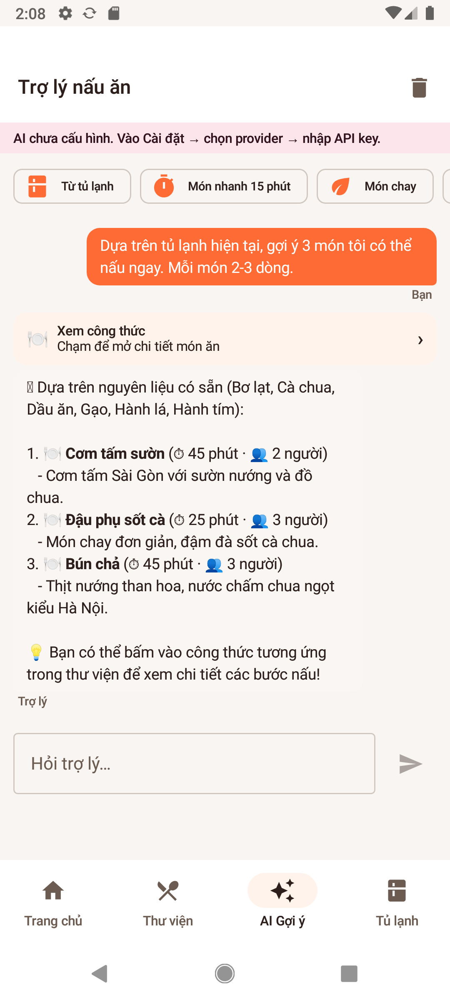 2:08
Trợ lý nấu ăn
AI chưa cấu hình. Vào Cài đặt → chọn provider → nhập API key.
Từ tủ lạnh
Món nhanh 15 phút
Món chay
Dựa trên tủ lạnh hiện tại, gợi ý 3 món tôi có thể
nấu ngay. Mỗi món 2-3 dòng.
Bạn
Xem công thức
Chạm để mở chi tiết món ăn
Dựa trên nguyên liệu có sẵn (Bơ lạt, Cà chua,
Dầu ăn, Gạo, Hành lá, Hành tím):
1. 🍽️ Cơm tấm sườn (⏱ 45 phút · 👥 2 người)
- Cơm tấm Sài Gòn với sườn nướng và đồ
chua.
2. 🍽️ Đậu phụ sốt cà (⏱ 25 phút · 👥 3 người)
- Món chay đơn giản, đậm đà sốt cà chua.
3. 🍽️ Bún chả (⏱ 45 phút · 👥 3 người)
- Thịt nướng than hoa, nước chấm chua ngọt
kiểu Hà Nội.
💡 Bạn có thể bấm vào công thức tương ứng
trong thư viện để xem chi tiết các bước nấu!
Trợ lý
Hỏi trợ lý...
Trang chủ
Thư viện
AI Gợi ý
Tủ lạnh